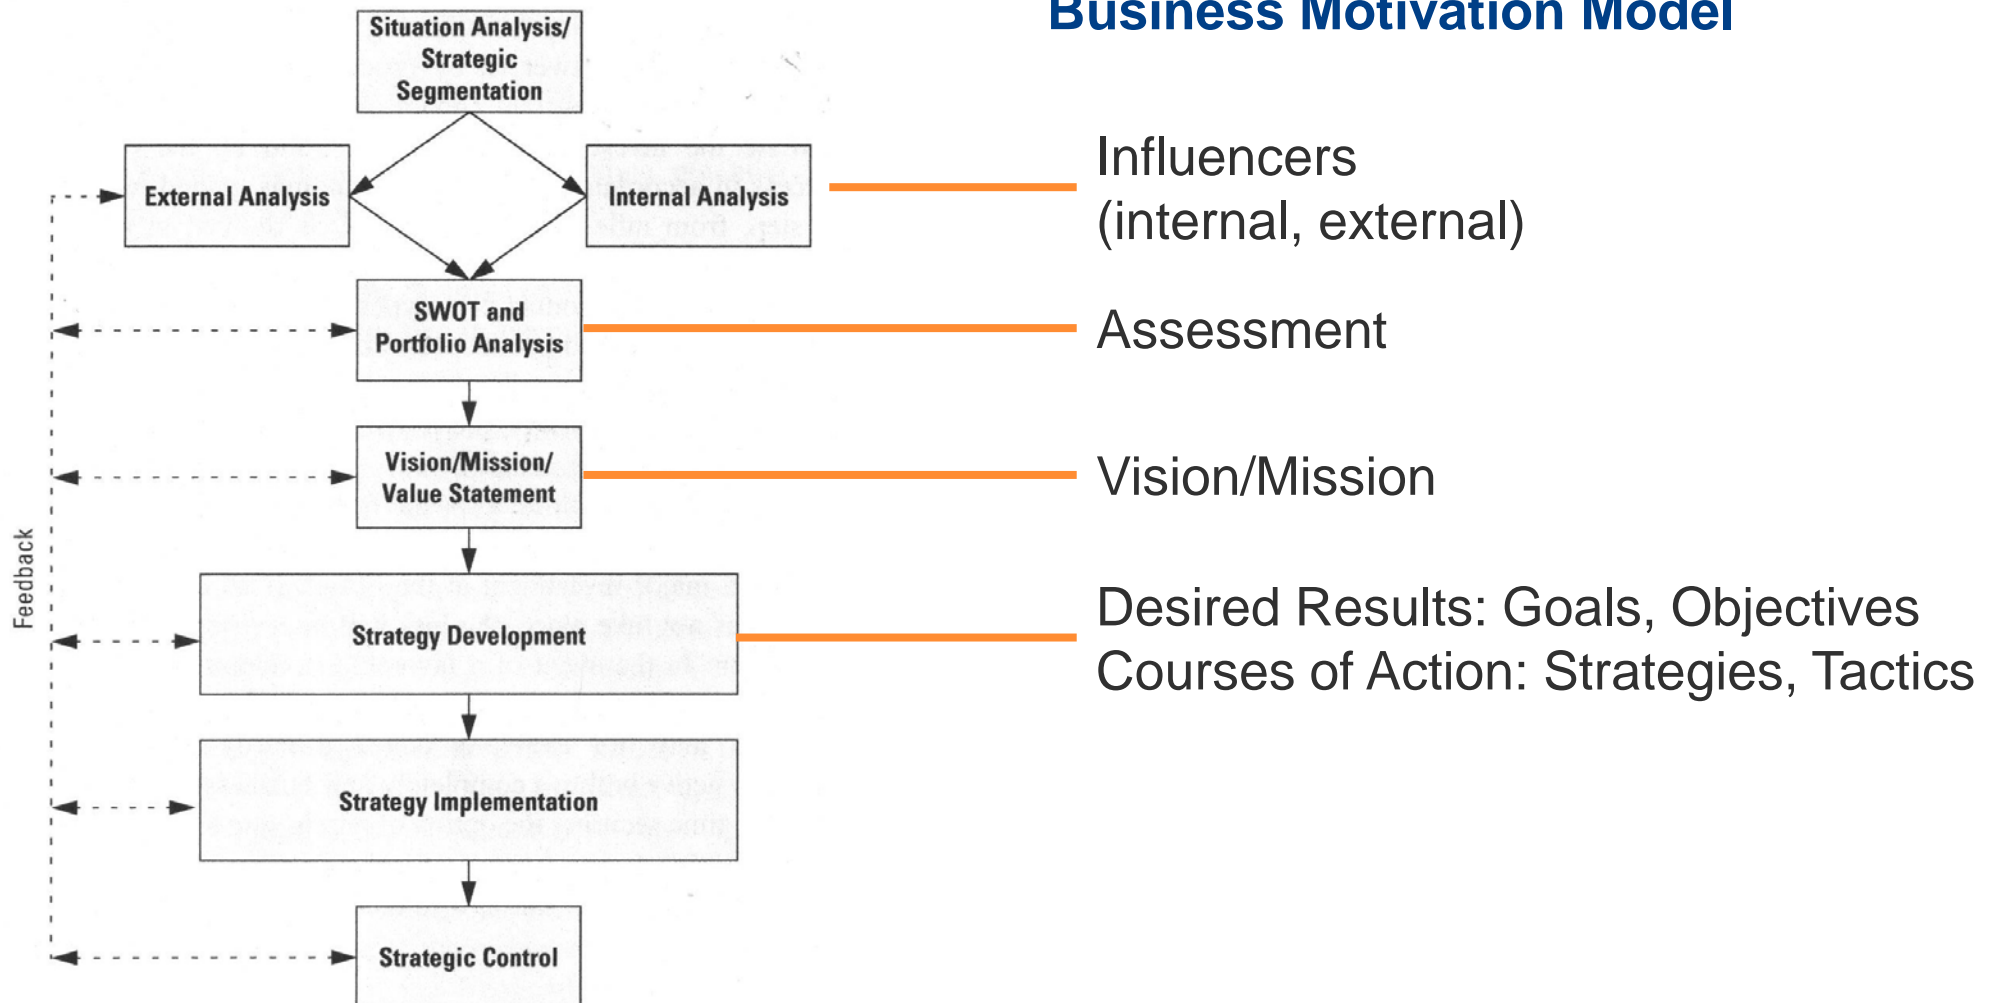 Business Motivation Model
Situation Analysis/
Strategic
Segmentation
External Analysis
Internal Analysis
Influencers
(internal, external)
SWOT and
Portfolio Analysis
Assessment
Vision/Mission/
Value Statement
Vision/Mission
Feedback
Strategy Development
Desired Results: Goals, Objectives
Courses of Action: Strategies, Tactics
Strategy Implementation
Strategic Control